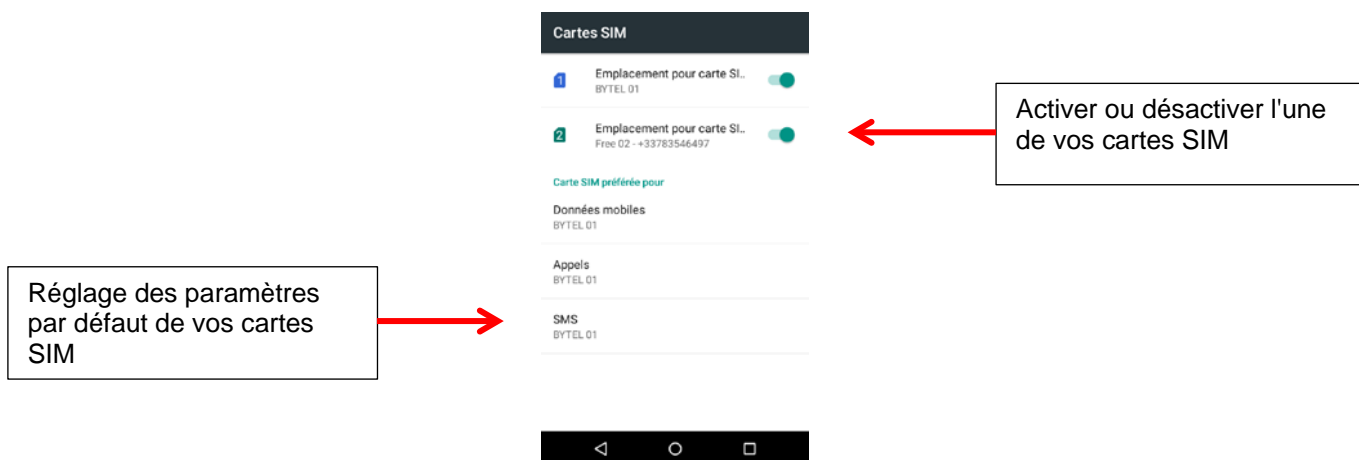 Cartes SIM
1
Emplacement pour carte SI..
BYTEL 01
2
Emplacement pour carte SI..
Free 02 - +33783546497
Activer ou désactiver l'une
de vos cartes SIM
Carte SIM préférée pour
Données mobiles
BYTEL 01
Appels
BYTEL 01
Réglage des paramètres
par défaut de vos cartes
SIM
SMS
BYTEL 01